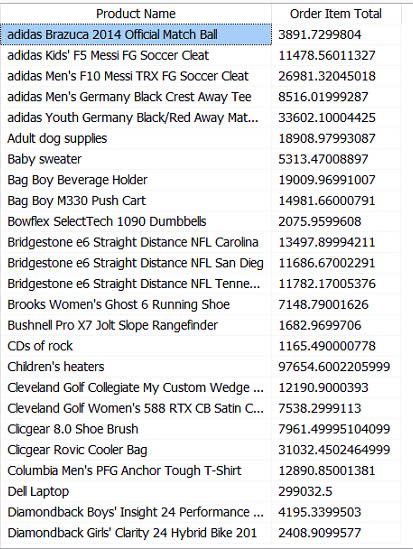 Product Name Order Item Total
adidas Brazuca 2014 Official Match Ball 3891.7299804
adidas Kids' F5 Messi FG Soccer Cleat 11478.56011327
adidas Men's F10 Messi TRX FG Soccer Cleat 26981.32045018
adidas Men's Germany Black Crest Away Tee 8516.01999287
adidas Youth Germany Black/Red Away Mat... 33602.10004425
Adult dog supplies 18908.97993087
Baby sweater 5313.47008897
Bag Boy Beverage Holder 19009.96991007
Bag Boy M330 Push Cart 14981.66000791
Bowflex SelectTech 1090 Dumbbells 2075.9599608
Bridgestone e6 Straight Distance NFL Carolina 13497.89994211
Bridgestone e6 Straight Distance NFL San Dieg 11686.67002291
Bridgestone e6 Straight Distance NFL Tenne... 11782.17005376
Brooks Women's Ghost 6 Running Shoe 7148.79001626
Bushnell Pro X7 Jolt Slope Rangefinder 1682.9699706
CDs of rock 1165.490000778
Children's heaters 97654.6002205999
Cleveland Golf Collegiate My Custom Wedge ... 12190.9000393
Cleveland Golf Women's 588 RTX CB Satin C... 7538.2999113
Clicgear 8.0 Shoe Brush 7961.49995104099
Clicgear Rovic Cooler Bag 31032.4502464999
Columbia Men's PFG Anchor Tough T-Shirt 12890.85001381
Dell Laptop 299032.5
Diamondback Boys' Insight 24 Performance ... 4195.3399503
Diamondback Girls' Clarity 24 Hybrid Bike 201 2408.9099577